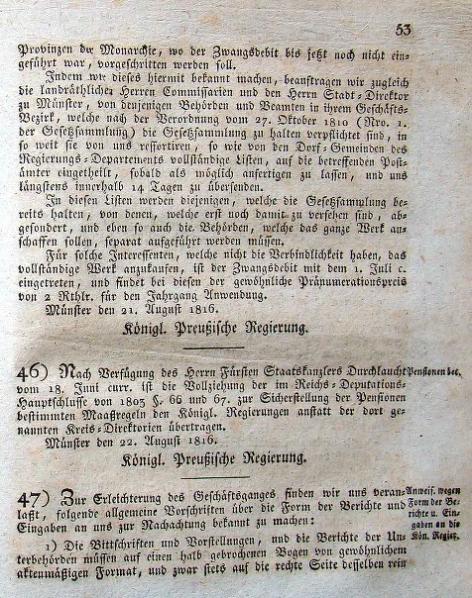 53
Provinzen der Monarchie, wo der Zwangsdebit bis jetzt noch nicht ein-
geführt war, vorgeschritten werden soll.
Indem wir dieses hiermit bekannt machen, beauftragen wir zugleich
die landräthlichen Herren Commissarien und den Herrn Stadt-Direktor
zu Münster, von denjenigen Behörden und Beamten in ihrem Geschäfts-
Bezirk, welche nach der Verordnung vom 27. Oktober 1810 (Nro. 1.
der Gesetzsammlung) die Gesetzsammlung zu halten verpflichtet sind, in
so weit sie von uns ressortiren, so wie von den Dorf-Gemeinden des
Regierungs-Departements vollständige Listen, auf die betreffenden Post-
ämter eingetheilt, sobald als möglich anfertigen zu lassen, und uns
längstens innerhalb 14 Tagen zu übersenden.
In diesen Listen werden diejenigen, welche die Gesetzsammlung be-
reits halten, von denen, welche erst noch damit zu versehen sind, ab-
gesondert, und eben so auch die Behörden, welche das ganze Werk an-
schaffen sollen, separat aufgeführt werden müssen.
Für solche Interessenten, welche nicht die Verbindlichkeit haben, das
vollständige Werk anzukaufen, ist der Zwangsdebit mit dem 1. Juli c.
eingetreten, und findet bei diesen der gewöhnliche Pränumerationspreis
von 2 Rthlr. für den Jahrgang Anwendung.
Münster den 21. August 1816.
Königl. Preußische Regierung.
46) Nach Verfügung des Herrn Fürsten Staatskanzlers Durchlaucht
vom 18. Juni curr. ist die Vollziehung der im Reichs-Deputations-
Hauptschlusse von 1803 §. 66 und 67. zur Sicherstellung der Pensionen
bestimmten Maaßregeln den Königl. Regierungen anstatt der dort ge-
nannten Kreis-Direktorien übertragen.
Münster den 22. August 1816.
Königl. Preußische Regierung.
Pensionen
47) Zur Erleichterung des Geschäftsganges finden wir uns veran-
laßt, folgende allgemeine Vorschriften über die Form der Berichte und
Eingaben an uns zur Nachachtung bekannt zu machen:
1) Die Bittschriften und Vorstellungen, und die Berichte der Un-
terbehörden müssen auf einen halb gebrochenen Bogen von gewöhnlichem
aktenmäßigen Format, und zwar stets auf die rechte Seite desselben rein
Anweis. wegen
Form der Be-
richte u. Ein-
gaben an die
Kön. Regier.